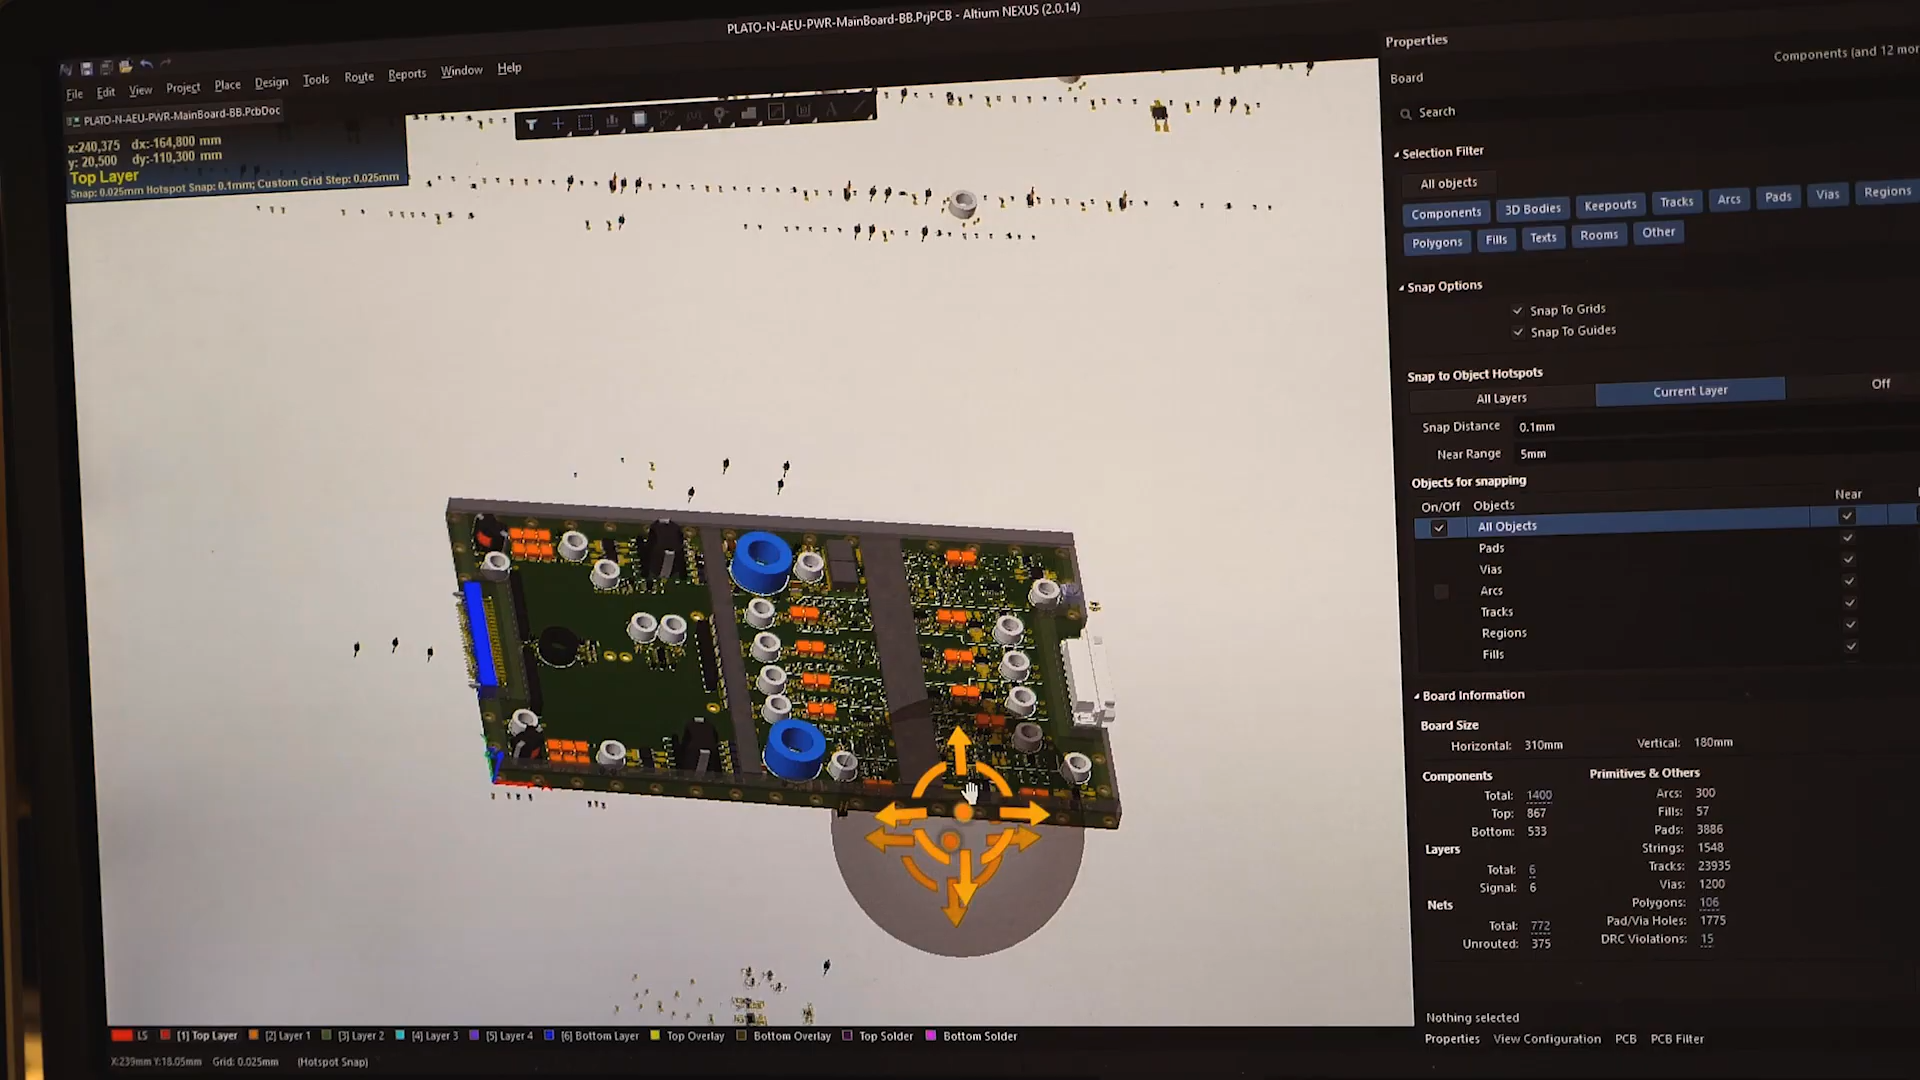 PLATO-N-AEU-PWR-MainBoard-BB.PrjPCB - Altium NEXUS (2.0.14)
File Edit View Project Place Design Tools Route Reports Window Help
PLATO-N-AEU-PWR-MainBoard-BB.PcbDoc
x:240,375 dx:-164,800 mm
y: 20,500 dy:-110,300 mm
Top Layer
Snap: 0.025mm Hotspot Snap: 0.1mm; Custom Grid Step: 0.025mm
Properties
Board
Components (and 12 mor
Search
Selection Filter
All objects
Components 3D Bodies Keepouts Tracks Arcs Pads Vias Regions
Polygons Fills Texts Rooms Other
Snap Options
Snap To Grids
Snap To Guides
Snap to Object Hotspots
All Layers Current Layer Off
Snap Distance 0.1mm
Near Range 5mm
Objects for snapping
On/Off Objects Near
All Objects
Pads
Vias
Arcs
Tracks
Regions
Fills
Board Information
Board Size
Horizontal: 310mm Vertical: 180mm
Components
Total: 1400
Top: 867
Bottom: 533
Layers
Total: 6
Signal: 6
Nets
Total: 772
Unrouted: 375
Primitives & Others
Arcs: 300
Fills: 57
Pads: 3886
Strings: 1548
Tracks: 23935
Vias: 1200
Polygons: 106
Pad/Via Holes: 1775
DRC Violations: 15
Nothing selected
Properties View Configuration PCB PCB Filter
LS [1] Top Layer [2] Layer 1 [3] Layer 2 [4] Layer 3 [5] Layer 4 [6] Bottom Layer Top Overlay Bottom Overlay Top Solder Bottom Solder
X:239mm Y:18.05mm Grid: 0.025mm (Hotspot Snap)